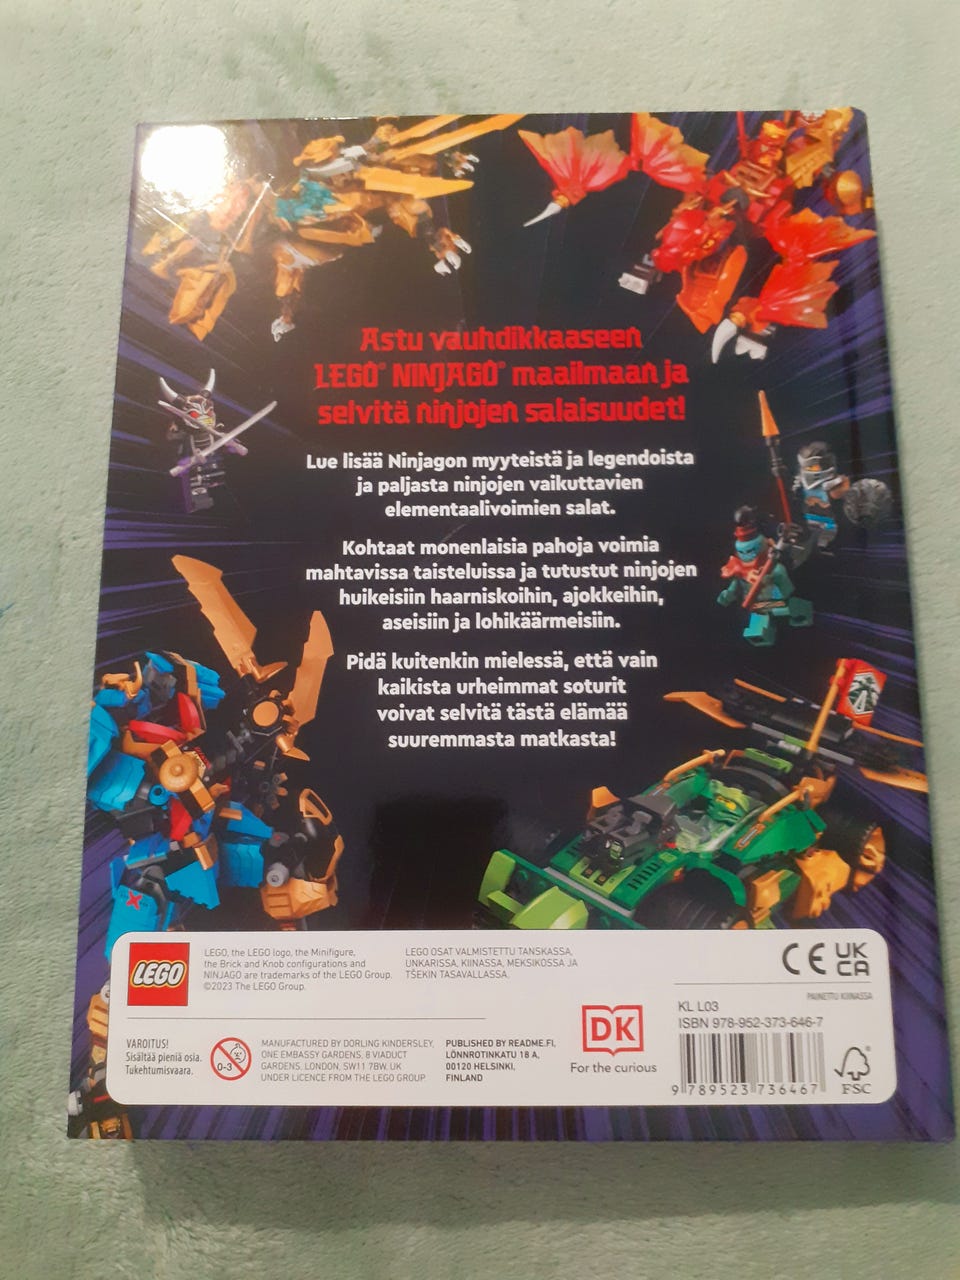 Astu vauhdikkaaseen
LEGO® NINJAGO® maailmaan ja
selvitä ninjojen salaisuudet!
Lue lisää Ninjagon myyteistä ja legendoista
ja paljasta ninjojen vaikuttavien
elementaalivoimien salat.
Kohtaat monenlaisia pahoja voimia
mahtavissa taisteluissa ja tutustut ninjojen
huikeisiin haarniskoihin, ajokkeihin,
aseisiin ja lohikäärmeisiin.
Pidä kuitenkin mielessä, että vain
kaikista urheimmat soturit
voivat selvitä tästä elämää
suuremmasta matkasta!
LEGO
LEGO, the LEGO logo, the Minifigure,
the Brick and Knob configurations and
NINJAGO are trademarks of the LEGO Group.
©2023 The LEGO Group.
LEGO OSAT VALMISTETTU TANSKASSA,
UNKARISSA, KIINASSA, MEKSIKOSSA JA
TŠEKIN TASAVALLASSA.
CE UK
CA
PAINETTU KIINASSA
VAROITUS!
Sisältää pieniä osia.
Tukehtumisvaara.
0-3
MANUFACTURED BY DORLING KINDERSLEY,
ONE EMBASSY GARDENS, 8 VIADUCT
GARDENS, LONDON, SW11 7BW, UK
UNDER LICENCE FROM THE LEGO GROUP
PUBLISHED BY README.FI,
LÖNNROTINKATU 18 A,
00120 HELSINKI,
FINLAND
DK
For the curious
KL L03
ISBN 978-952-373-646-7
9 789523 736467
FSC®